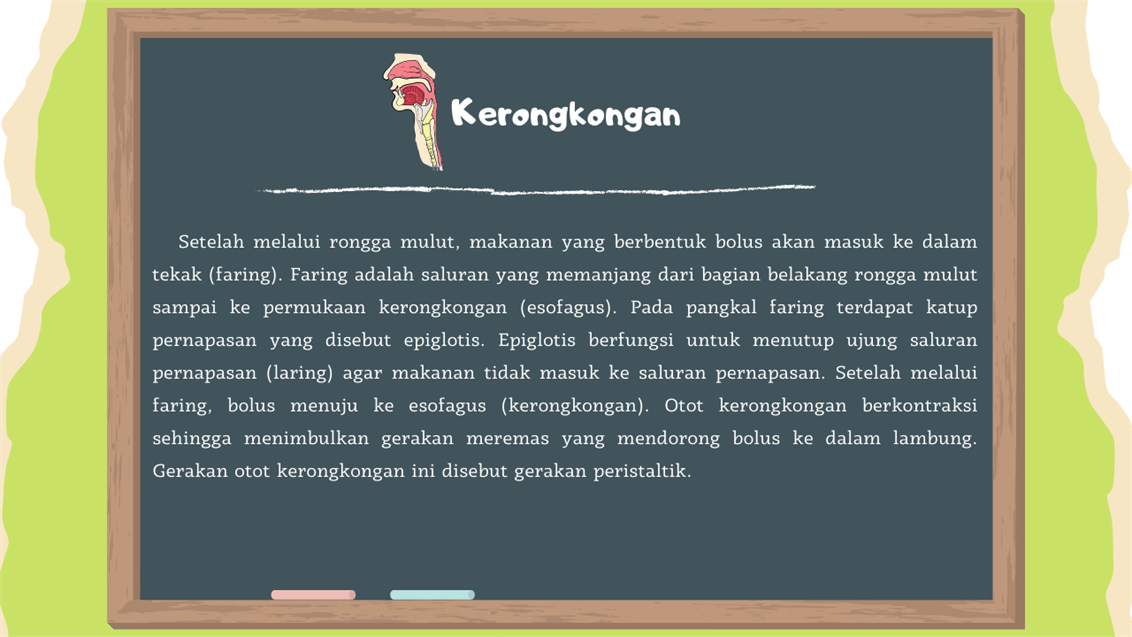 Kerongkongan
Setelah melalui rongga mulut, makanan yang berbentuk bolus akan masuk ke dalam
tekak (faring). Faring adalah saluran yang memanjang dari bagian belakang rongga mulut
sampai ke permukaan kerongkongan (esofagus). Pada pangkal faring terdapat katup
pernapasan yang disebut epiglotis. Epiglotis berfungsi untuk menutup ujung saluran
pernapasan (laring) agar makanan tidak masuk ke saluran pernapasan. Setelah melalui
faring, bolus menuju ke esofagus (kerongkongan). Otot kerongkongan berkontraksi
sehingga menimbulkan gerakan meremas yang mendorong bolus ke dalam lambung.
Gerakan otot kerongkongan ini disebut gerakan peristaltik.